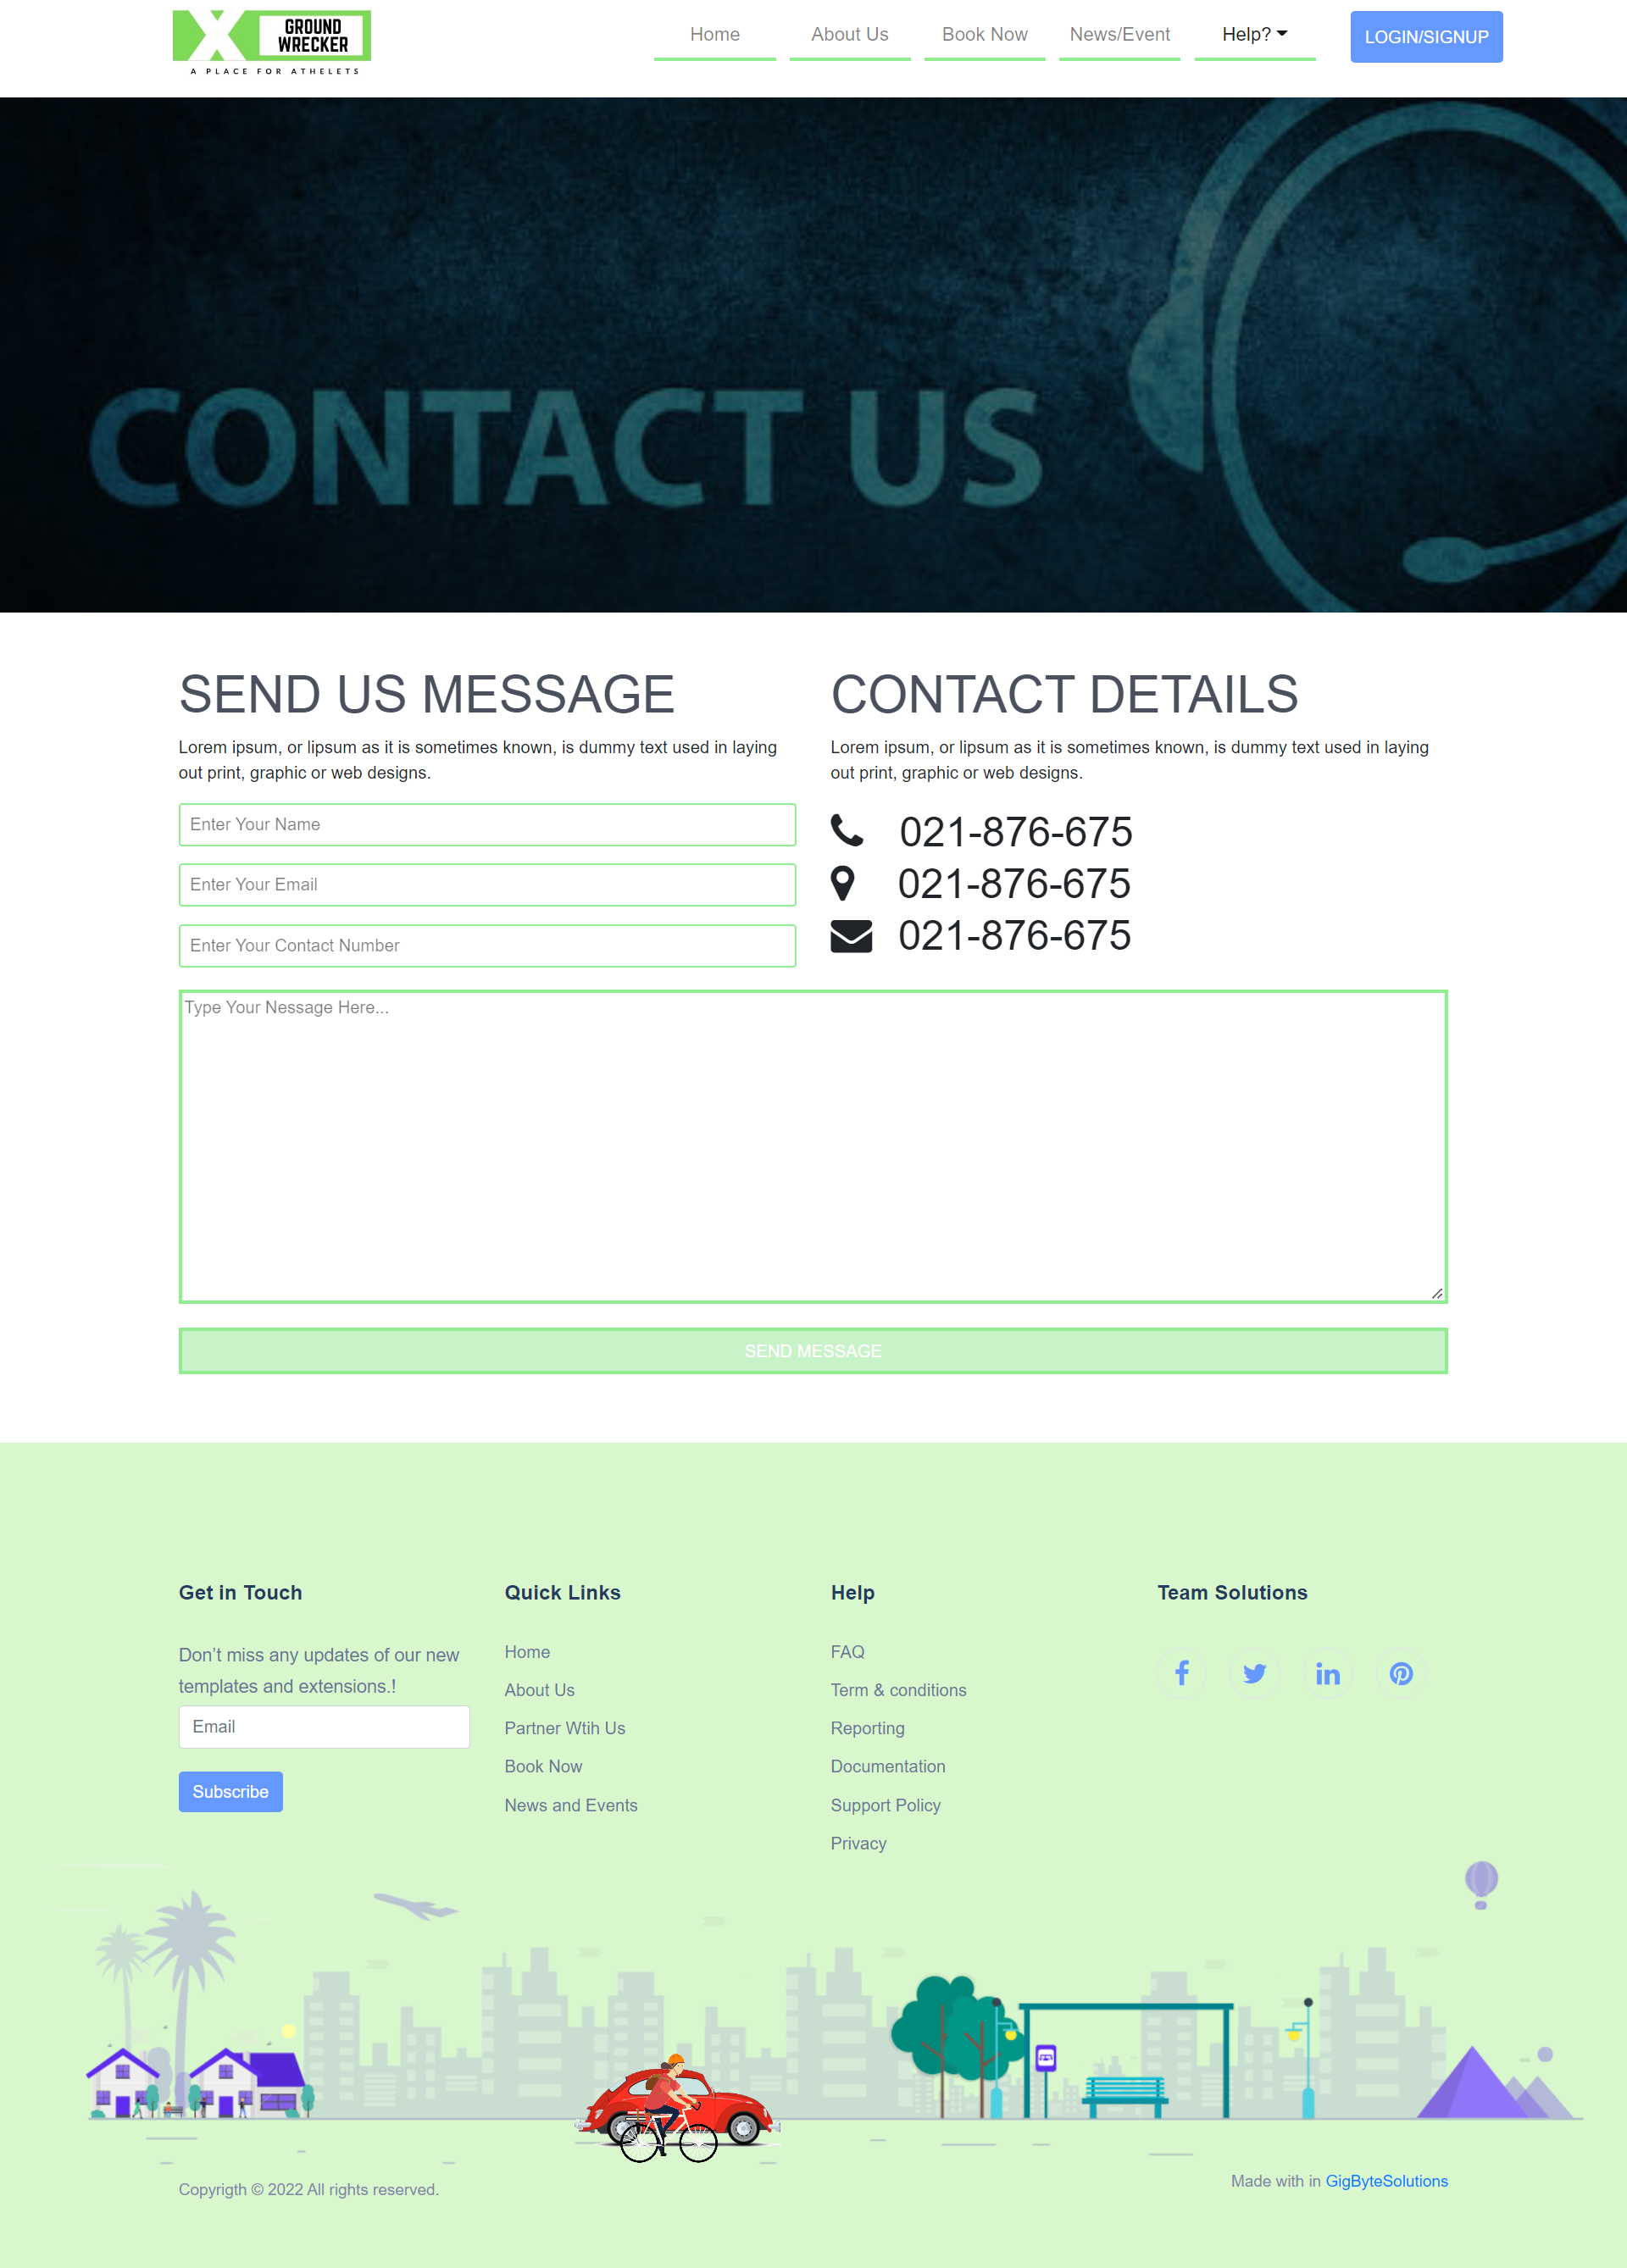 GROUND
WRECKER
A PLACE FOR ATHELETS
Home
About Us
Book Now
News/Event
Help?
LOGIN/SIGNUP
CONTACT US
SEND US MESSAGE
Lorem ipsum, or lipsum as it is sometimes known, is dummy text used in laying
out print, graphic or web designs.
Enter Your Name
Enter Your Email
Enter Your Contact Number
CONTACT DETAILS
Lorem ipsum, or lipsum as it is sometimes known, is dummy text used in laying
out print, graphic or web designs.
021-876-675
021-876-675
021-876-675
Type Your Nessage Here...
SEND MESSAGE
Get in Touch
Don’t miss any updates of our new
templates and extensions.!
Email
Subscribe
Quick Links
Home
About Us
Partner Wtih Us
Book Now
News and Events
Help
FAQ
Term & conditions
Reporting
Documentation
Support Policy
Privacy
Team Solutions
Copyrigth © 2022 All rights reserved.
Made with in GigByteSolutions